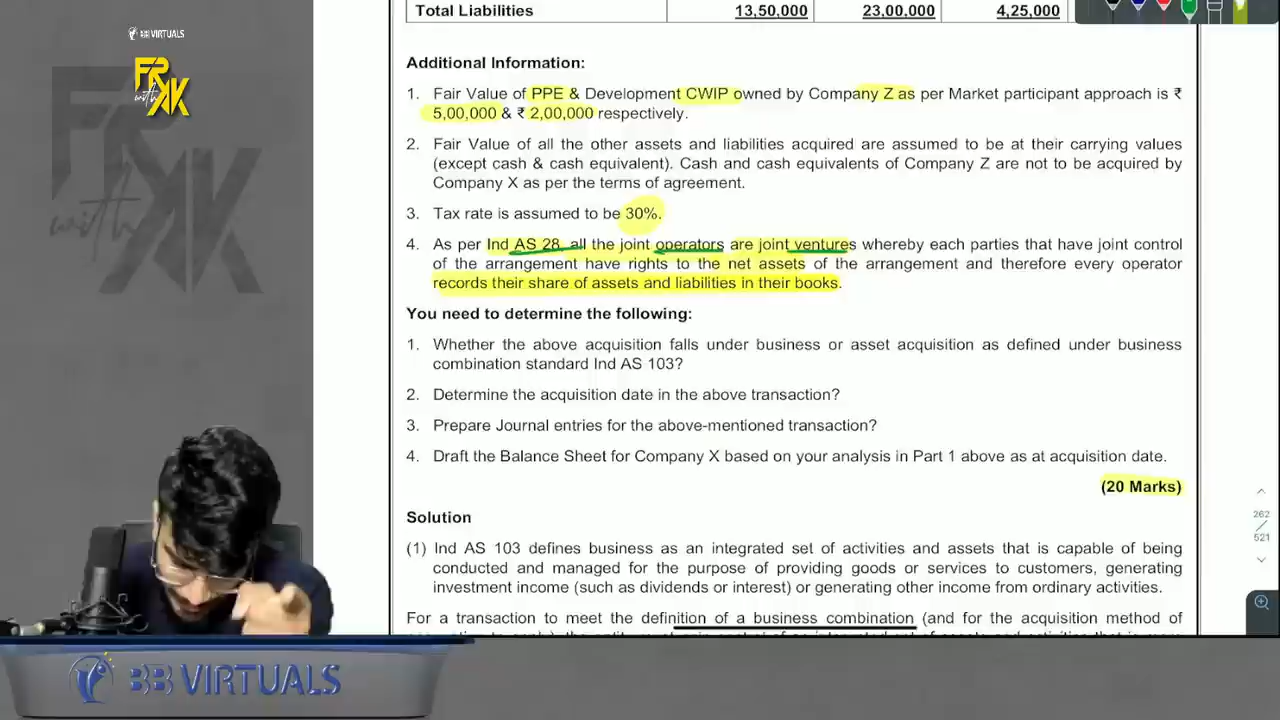 Total Liabilities 13,50,000 23,00,000 4,25,000
BB VIRTUALS
FR
with
AK
FR
with
AK
Additional Information:
1. Fair Value of PPE & Development CWIP owned by Company Z as per Market participant approach is ₹
5,00,000 & ₹ 2,00,000 respectively.
2. Fair Value of all the other assets and liabilities acquired are assumed to be at their carrying values
(except cash & cash equivalent). Cash and cash equivalents of Company Z are not to be acquired by
Company X as per the terms of agreement.
3. Tax rate is assumed to be 30%.
4. As per Ind AS 28, all the joint operators are joint ventures whereby each parties that have joint control
of the arrangement have rights to the net assets of the arrangement and therefore every operator
records their share of assets and liabilities in their books.
You need to determine the following:
1. Whether the above acquisition falls under business or asset acquisition as defined under business
combination standard Ind AS 103?
2. Determine the acquisition date in the above transaction?
3. Prepare Journal entries for the above-mentioned transaction?
4. Draft the Balance Sheet for Company X based on your analysis in Part 1 above as at acquisition date.
(20 Marks)
262
521
Solution
(1) Ind AS 103 defines business as an integrated set of activities and assets that is capable of being
conducted and managed for the purpose of providing goods or services to customers, generating
investment income (such as dividends or interest) or generating other income from ordinary activities.
For a transaction to meet the definition of a business combination (and for the acquisition method of
BB VIRTUALS